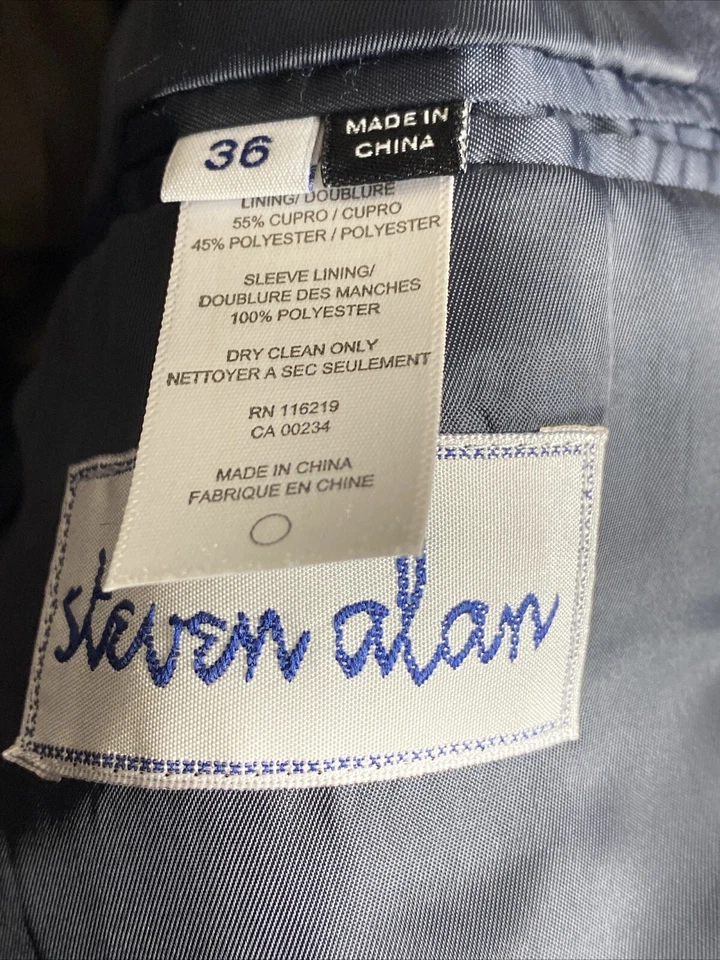 36
MADE IN
CHINA
LINING/ DOUBLURE
55% CUPRO / CUPRO
45% POLYESTER / POLYESTER
SLEEVE LINING/
DOUBLURE DES MANCHES
100% POLYESTER
DRY CLEAN ONLY
NETTOYER A SEC SEULEMENT
RN 116219
CA 00234
MADE IN CHINA
FABRIQUE EN CHINE
steven alan